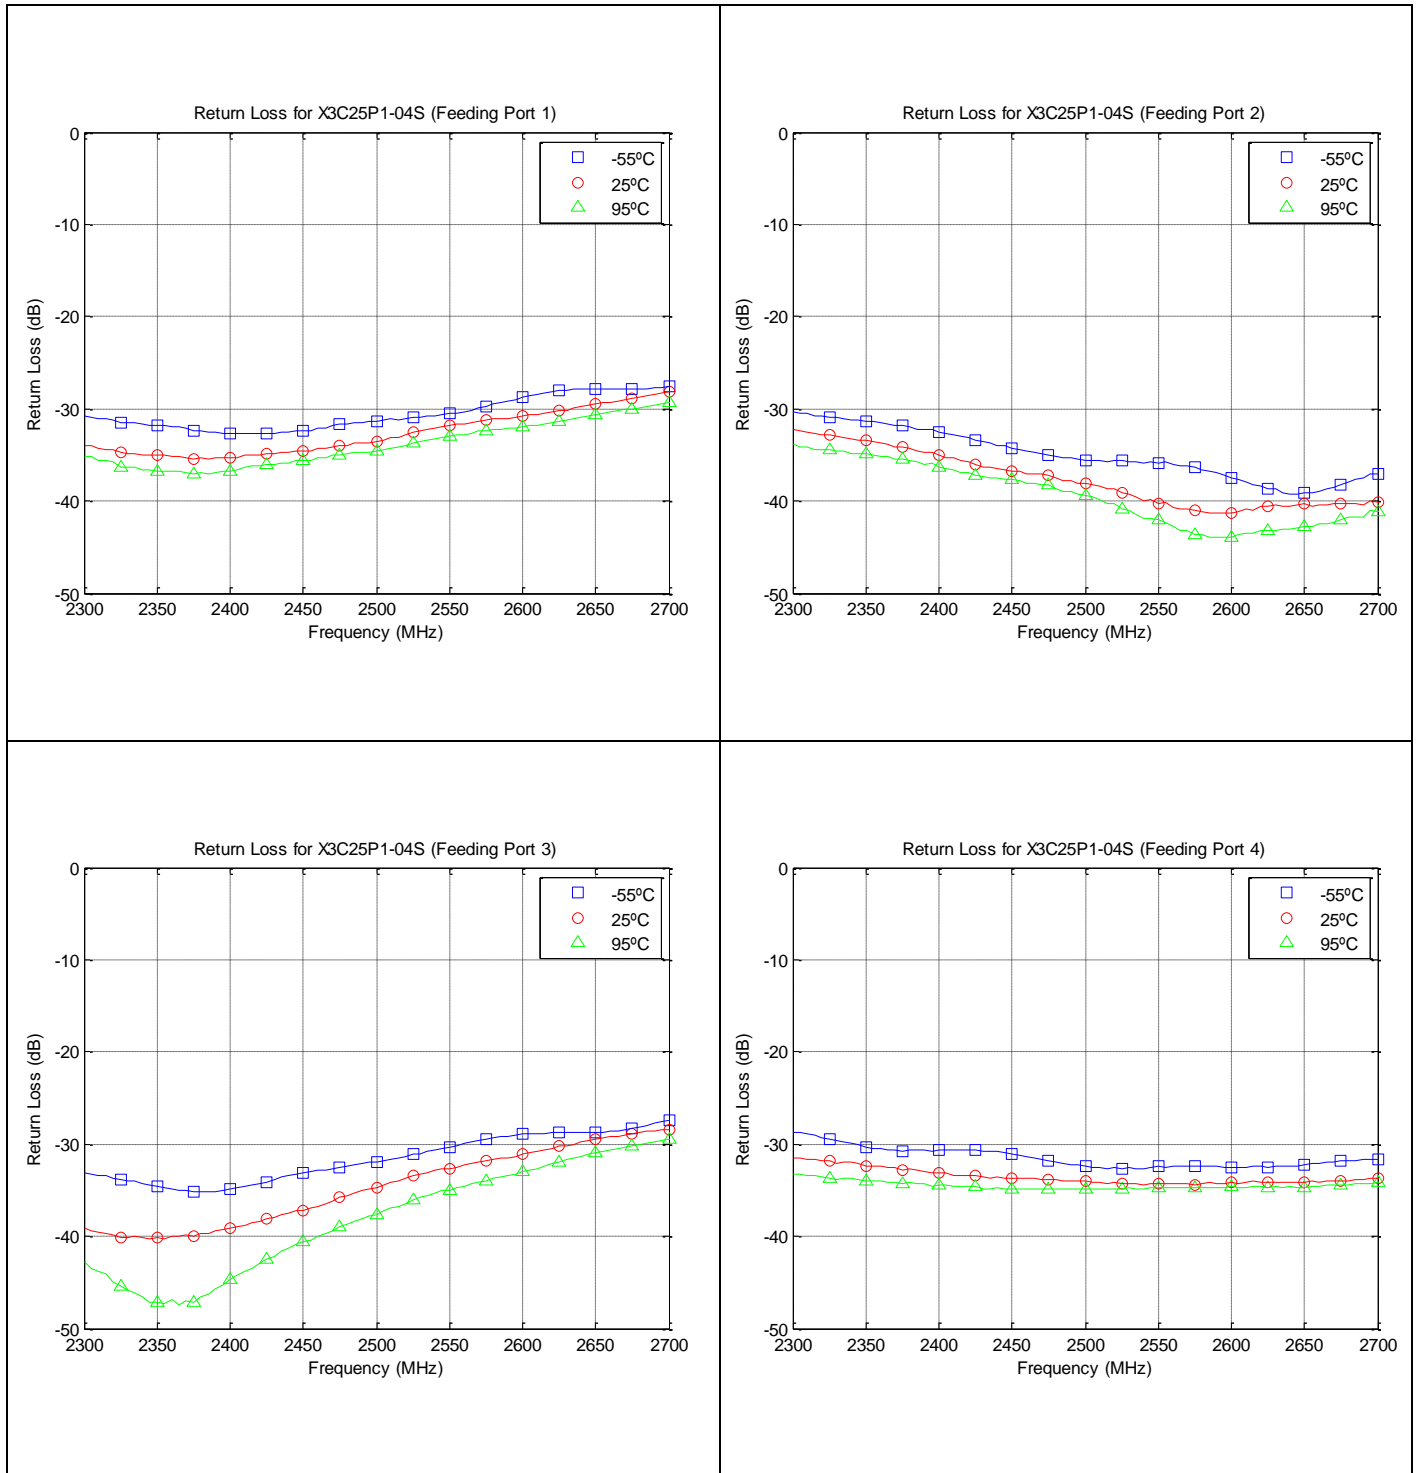 Return Loss for X3C25P1-04S (Feeding Port 1)
0
-10
-20
-30
-40
-50
Return Loss (dB)
-55ºC
25ºC
95ºC
2300 2350 2400 2450 2500 2550 2600 2650 2700
Frequency (MHz)
Return Loss for X3C25P1-04S (Feeding Port 2)
0
-10
-20
-30
-40
-50
Return Loss (dB)
-55ºC
25ºC
95ºC
2300 2350 2400 2450 2500 2550 2600 2650 2700
Frequency (MHz)
Return Loss for X3C25P1-04S (Feeding Port 3)
0
-10
-20
-30
-40
-50
Return Loss (dB)
-55ºC
25ºC
95ºC
2300 2350 2400 2450 2500 2550 2600 2650 2700
Frequency (MHz)
Return Loss for X3C25P1-04S (Feeding Port 4)
0
-10
-20
-30
-40
-50
Return Loss (dB)
-55ºC
25ºC
95ºC
2300 2350 2400 2450 2500 2550 2600 2650 2700
Frequency (MHz)